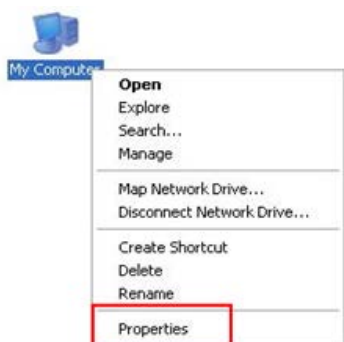 My Computer
Open
Explore
Search...
Manage
Map Network Drive...
Disconnect Network Drive...
Create Shortcut
Delete
Rename
Properties